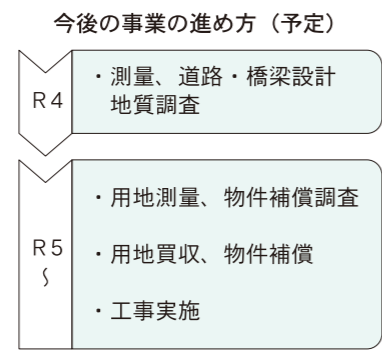 今後の事業の進め方（予定）
R4
・測量、道路・橋梁設計
地質調査
R5
～
・用地測量、物件補償調査
・用地買収、物件補償
・工事実施